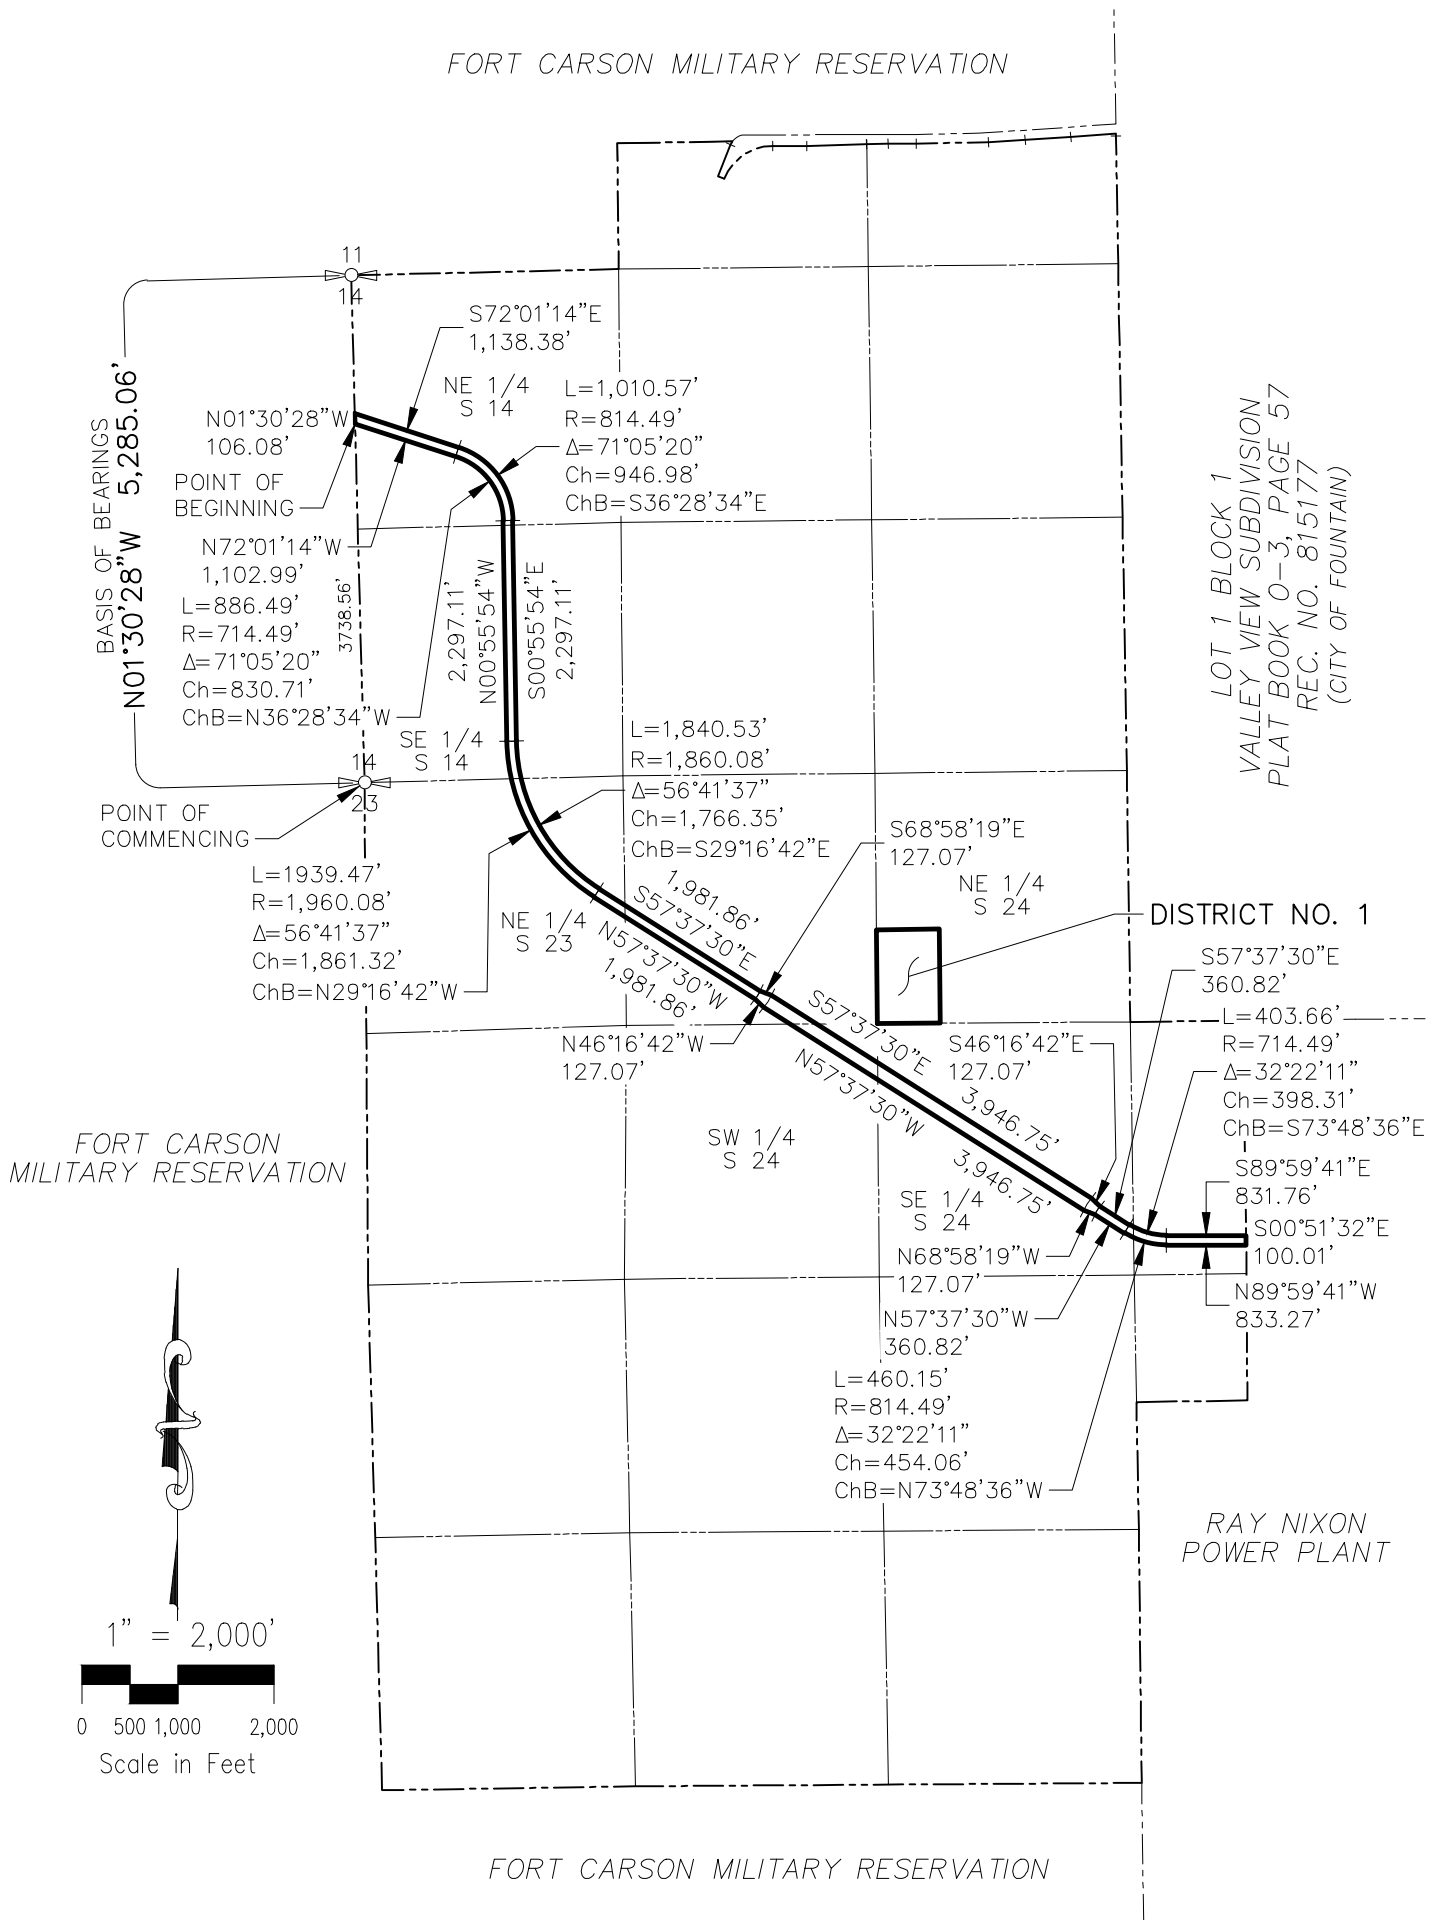 FORT CARSON MILITARY RESERVATION
11
14
S72°01'14"E
1,138.38'
NE 1/4
S 14
L=1,010.57'
R=814.49'
Δ=71°05'20"
Ch=946.98'
ChB=S36°28'34"E
N01°30'28"W
106.08'
POINT OF
BEGINNING
BASIS OF BEARINGS
N01°30'28"W 5,285.06'
N72°01'14"W
1,102.99'
L=886.49'
R=714.49'
Δ=71°05'20"
Ch=830.71'
ChB=N36°28'34"W
3738.56'
2,297.11'
N00°55'54"W
S00°55'54"E
2,297.11'
LOT 1 BLOCK 1
VALLEY VIEW SUBDIVISION
PLAT BOOK O-3, PAGE 57
REC. NO. 815177
(CITY OF FOUNTAIN)
SE 1/4
S 14
14
23
POINT OF
COMMENCING
L=1,840.53'
R=1,860.08'
Δ=56°41'37"
Ch=1,766.35'
ChB=S29°16'42"E
S68°58'19"E
127.07'
NE 1/4
S 24
L=1939.47'
R=1,960.08'
Δ=56°41'37"
Ch=1,861.32'
ChB=N29°16'42"W
NE 1/4
S 23
1,981.86'
S57°37'30"E
N57°37'30"W
1,981.86'
DISTRICT NO. 1
S57°37'30"E
360.82'
N46°16'42"W
127.07'
S57°37'30"E
3,946.75'
N57°37'30"W
3,946.75'
S46°16'42"E
127.07'
L=403.66'
R=714.49'
Δ=32°22'11"
Ch=398.31'
ChB=S73°48'36"E
FORT CARSON
MILITARY RESERVATION
SW 1/4
S 24
SE 1/4
S 24
S89°59'41"E
831.76'
S00°51'32"E
100.01'
N89°59'41"W
833.27'
N68°58'19"W
127.07'
N57°37'30"W
360.82'
L=460.15'
R=814.49'
Δ=32°22'11"
Ch=454.06'
ChB=N73°48'36"W
RAY NIXON
POWER PLANT
1" = 2,000'
0 500 1,000 2,000
Scale in Feet
FORT CARSON MILITARY RESERVATION